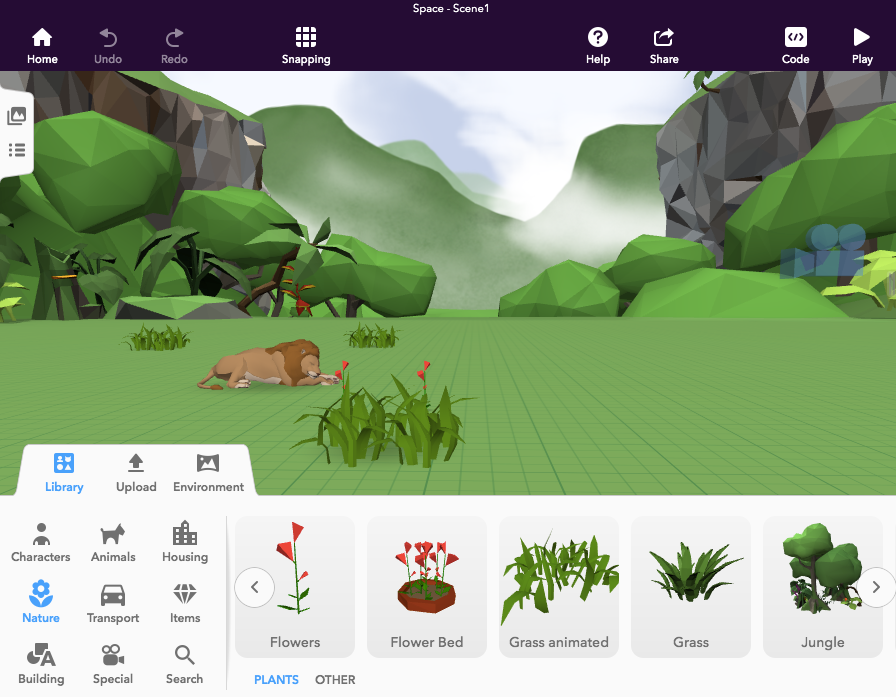 Space - Scene1
Home
Undo
Redo
Snapping
Help
Share
Code
Play
Library
Upload
Environment
Characters
Animals
Housing
Nature
Transport
Items
Building
Special
Search
Flowers
Flower Bed
Grass animated
Grass
Jungle
PLANTS
OTHER